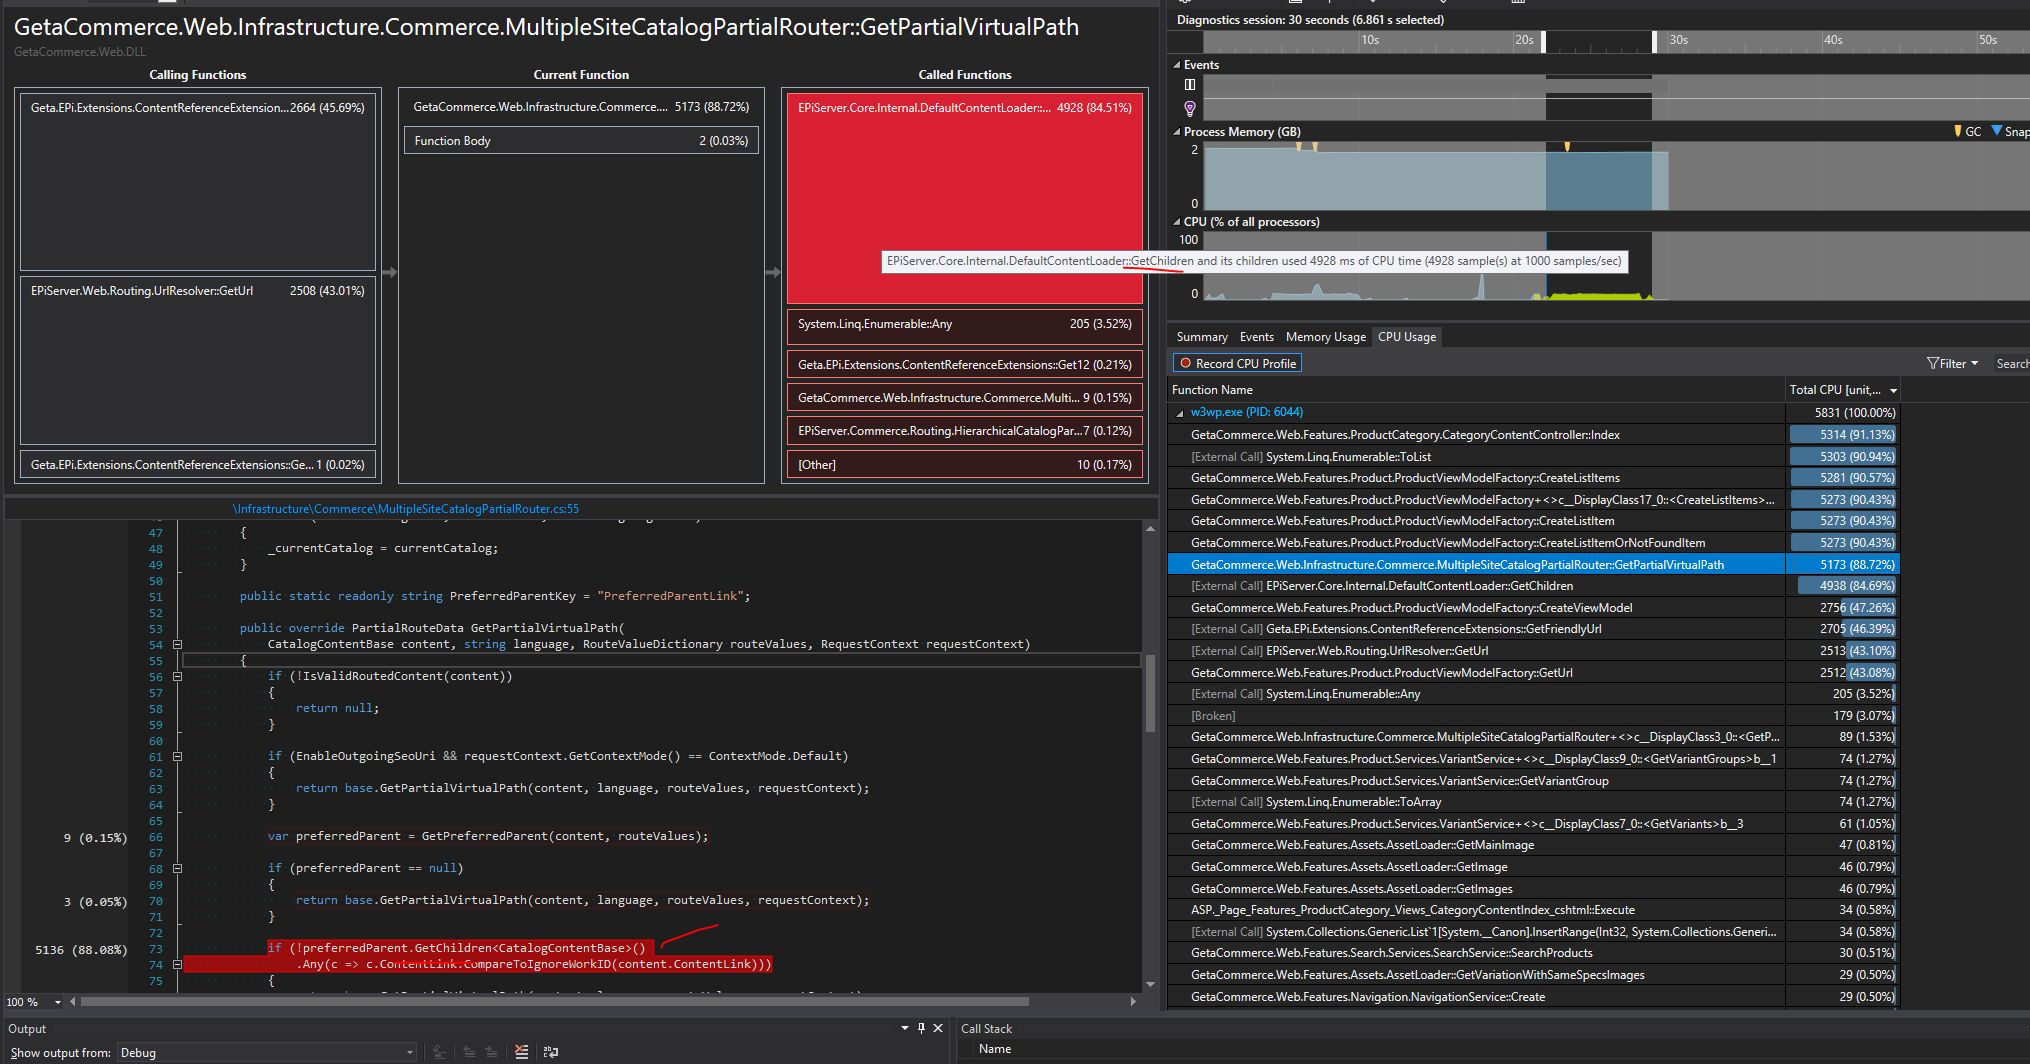 GetaCommerce.Web.Infrastructure.Commerce.MultipleSiteCatalogPartialRouter::GetPartialVirtualPath
GetaCommerce.Web.DLL
Calling Functions
Current Function
Called Functions
Geta.EPi.Extensions.ContentReferenceExtension... 2664 (45.69%)
EPiServer.Web.Routing.UrlResolver::GetUrl 2508 (43.01%)
Geta.EPi.Extensions.ContentReferenceExtensions::Ge... 1 (0.02%)
GetaCommerce.Web.Infrastructure.Commerce.... 5173 (88.72%)
Function Body 2 (0.03%)
EPiServer.Core.Internal.DefaultContentLoader::... 4928 (84.51%)
EPiServer.Core.Internal.DefaultContentLoader::GetChildren and its children used 4928 ms of CPU time (4928 sample(s) at 1000 samples/sec)
System.Linq.Enumerable::Any 205 (3.52%)
Geta.EPi.Extensions.ContentReferenceExtensions::Get 12 (0.21%)
GetaCommerce.Web.Infrastructure.Commerce.Multi... 9 (0.15%)
EPiServer.Commerce.Routing.HierarchicalCatalogPar... 7 (0.12%)
[Other] 10 (0.17%)
\Infrastructure\Commerce\MultipleSiteCatalogPartialRouter.cs:55
47 {
48 _currentCatalog = currentCatalog;
49 }
50
51 public static readonly string PreferredParentKey = "PreferredParentLink";
52
53 public override PartialRouteData GetPartialVirtualPath(
54 CatalogContentBase content, string language, RouteValueDictionary routeValues, RequestContext requestContext)
55 {
56 if (!IsValidRoutedContent(content))
57 {
58 return null;
59 }
60
61 if (EnableOutgoingSeoUri && requestContext.GetContextMode() == ContextMode.Default)
62 {
63 return base.GetPartialVirtualPath(content, language, routeValues, requestContext);
64 }
65
9 (0.15%) 66 var preferredParent = GetPreferredParent(content, routeValues);
67
68 if (preferredParent == null)
69 {
3 (0.05%) 70 return base.GetPartialVirtualPath(content, language, routeValues, requestContext);
71 }
72
5136 (88.08%) 73 if (!preferredParent.GetChildren<CatalogContentBase>()
74 .Any(c => c.ContentLink.CompareToIgnoreWorkID(content.ContentLink)))
75 {
100 %
Output
Show output from: Debug
Call Stack
Name
Diagnostics session: 30 seconds (6.861 s selected)
10s 20s 30s 40s 50s
Events
Process Memory (GB) GC Snap
2
0
CPU (% of all processors)
100
0
Summary Events Memory Usage CPU Usage
Record CPU Profile Filter Search
Function Name Total CPU [unit,...
w3wp.exe (PID: 6044) 5831 (100.00%)
GetaCommerce.Web.Features.ProductCategory.CategoryContentController::Index 5314 (91.13%)
[External Call] System.Linq.Enumerable::ToList 5303 (90.94%)
GetaCommerce.Web.Features.Product.ProductViewModelFactory::CreateListItems 5281 (90.57%)
GetaCommerce.Web.Features.Product.ProductViewModelFactory+<>c__DisplayClass17_0::<CreateListItems>... 5273 (90.43%)
GetaCommerce.Web.Features.Product.ProductViewModelFactory::CreateListItem 5273 (90.43%)
GetaCommerce.Web.Features.Product.ProductViewModelFactory::CreateListItemOrNotFoundItem 5273 (90.43%)
GetaCommerce.Web.Infrastructure.Commerce.MultipleSiteCatalogPartialRouter::GetPartialVirtualPath 5173 (88.72%)
[External Call] EPiServer.Core.Internal.DefaultContentLoader::GetChildren 4938 (84.69%)
GetaCommerce.Web.Features.Product.ProductViewModelFactory::CreateViewModel 2756 (47.26%)
[External Call] Geta.EPi.Extensions.ContentReferenceExtensions::GetFriendlyUrl 2705 (46.39%)
[External Call] EPiServer.Web.Routing.UrlResolver::GetUrl 2513 (43.10%)
GetaCommerce.Web.Features.Product.ProductViewModelFactory::GetUrl 2512 (43.08%)
[External Call] System.Linq.Enumerable::Any 205 (3.52%)
[Broken] 179 (3.07%)
GetaCommerce.Web.Infrastructure.Commerce.MultipleSiteCatalogPartialRouter+<>c__DisplayClass3_0::<GetP... 89 (1.53%)
GetaCommerce.Web.Features.Product.Services.VariantService+<>c__DisplayClass9_0::<GetVariantGroups>b__1 74 (1.27%)
GetaCommerce.Web.Features.Product.Services.VariantService::GetVariantGroup 74 (1.27%)
[External Call] System.Linq.Enumerable::ToArray 74 (1.27%)
GetaCommerce.Web.Features.Product.Services.VariantService+<>c__DisplayClass7_0::<GetVariants>b__3 61 (1.05%)
GetaCommerce.Web.Features.Assets.AssetLoader::GetMainImage 47 (0.81%)
GetaCommerce.Web.Features.Assets.AssetLoader::GetImage 46 (0.79%)
GetaCommerce.Web.Features.Assets.AssetLoader::GetImages 46 (0.79%)
ASP._Page_Features_ProductCategory_Views_CategoryContentIndex_cshtml::Execute 34 (0.58%)
[External Call] System.Collections.Generic.List`1[System.__Canon].InsertRange(Int32, System.Collections.Generi... 34 (0.58%)
GetaCommerce.Web.Features.Search.Services.SearchService::SearchProducts 30 (0.51%)
GetaCommerce.Web.Features.Assets.AssetLoader::GetVariationWithSameSpecsImages 29 (0.50%)
GetaCommerce.Web.Features.Navigation.NavigationService::Create 29 (0.50%)